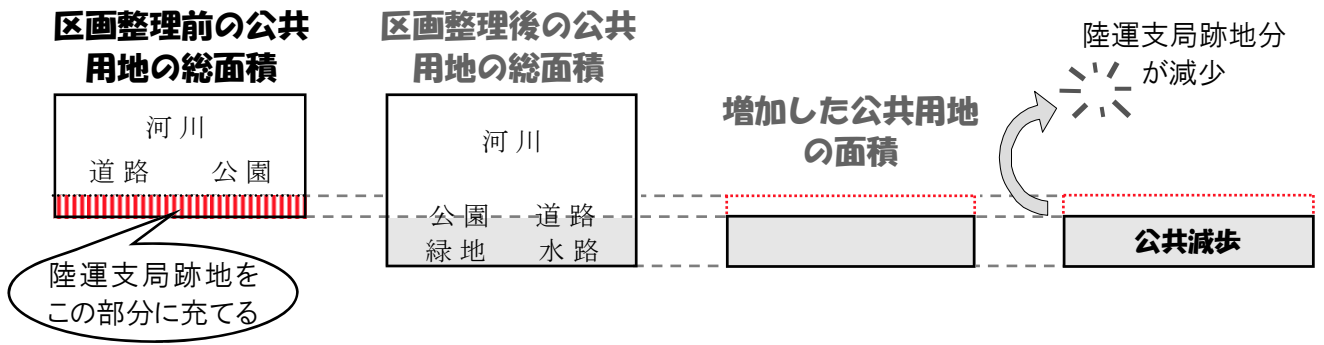 区画整理前の公共
用地の総面積
河川
道路 公園
陸運支局跡地を
この部分に充てる
区画整理後の公共
用地の総面積
河川
公園 道路
緑地 水路
増加した公共用地
の面積
陸運支局跡地分
が減少
公共減歩